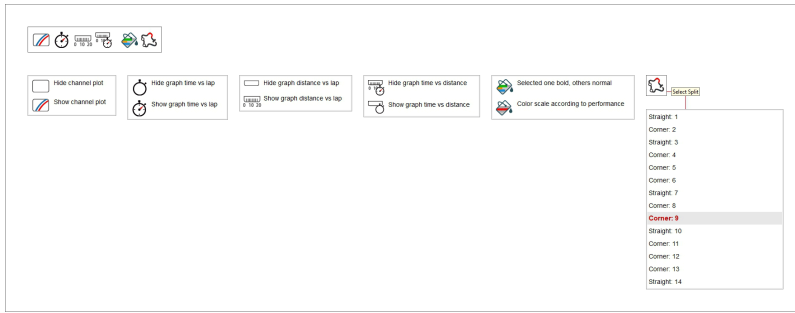 0 10 20
Hide channel plot
Show channel plot
Hide graph time vs lap
Show graph time vs lap
Hide graph distance vs lap
Show graph distance vs lap
0 10 20
Hide graph time vs distance
Show graph time vs distance
Selected one bold, others normal
Color scale according to performance
Select Split
Straight: 1
Corner: 2
Straight: 3
Corner: 4
Corner: 5
Corner: 6
Straight: 7
Corner: 8
Corner: 9
Straight: 10
Corner: 11
Corner: 12
Corner: 13
Straight: 14